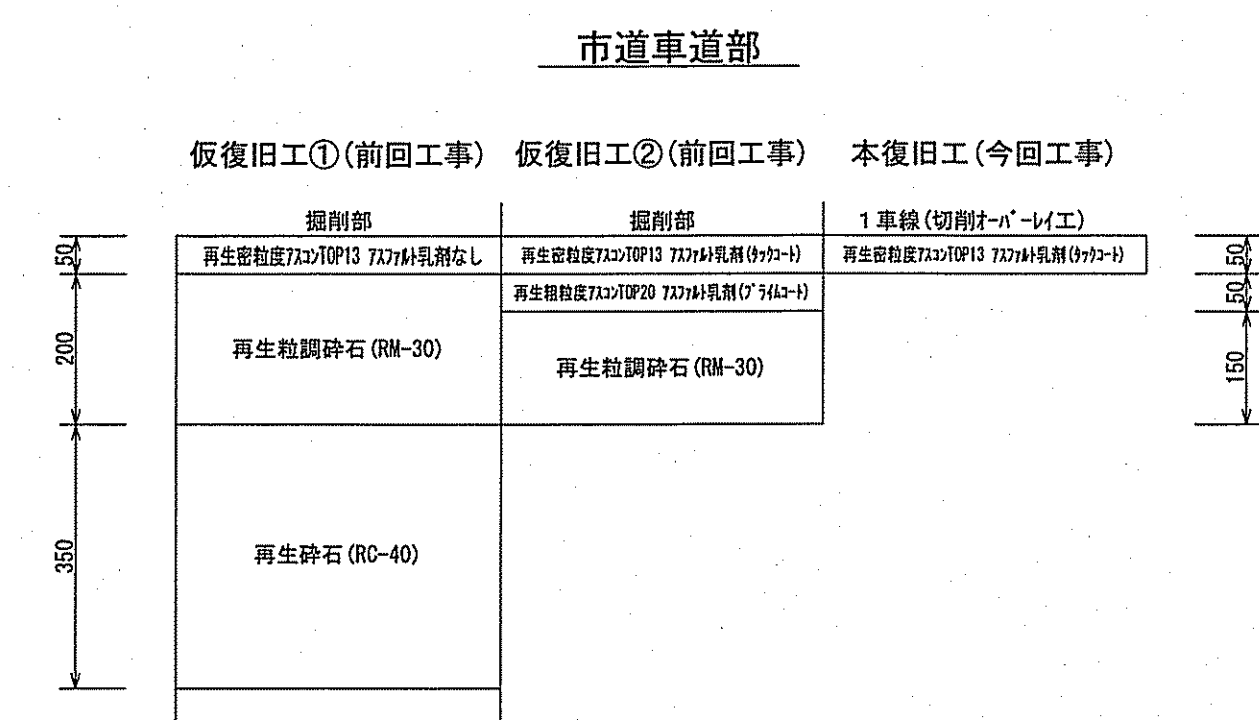 市道車道部
仮復旧工①(前回工事) 仮復旧工②(前回工事) 本復旧工(今回工事)
掘削部 掘削部 1車線(切削オーバーレイ工)
50 再生密粒度アスコンTOP13 アスファルト乳剤なし 再生密粒度アスコンTOP13 アスファルト乳剤(タックコート) 再生密粒度アスコンTOP13 アスファルト乳剤(タックコート) 50
再生粗粒度アスコンTOP20 アスファルト乳剤(プライムコート) 50
200 再生粒調砕石(RM-30) 再生粒調砕石(RM-30) 150
350 再生砕石(RC-40)